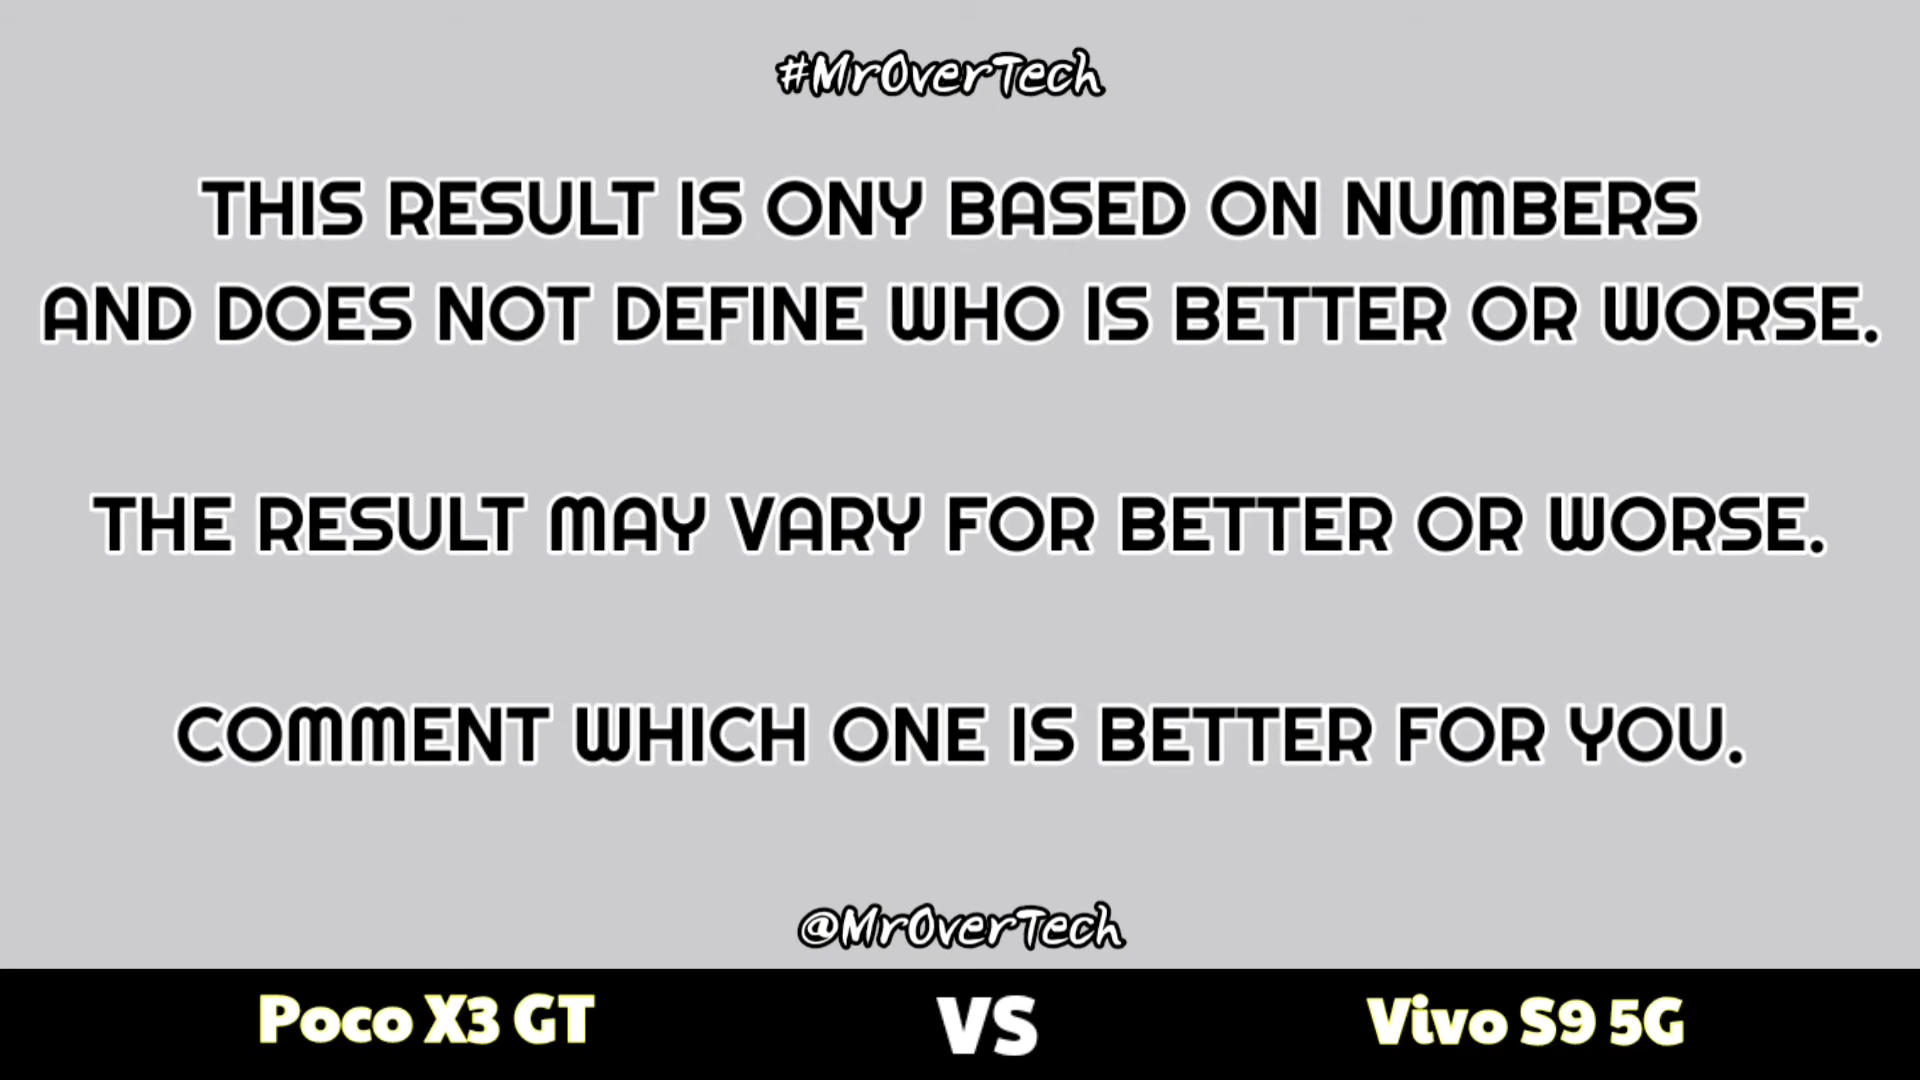 #MrOverTech
THIS RESULT IS ONY BASED ON NUMBERS
AND DOES NOT DEFINE WHO IS BETTER OR WORSE.
THE RESULT MAY VARY FOR BETTER OR WORSE.
COMMENT WHICH ONE IS BETTER FOR YOU.
@MrOverTech
Poco X3 GT VS Vivo S9 5G